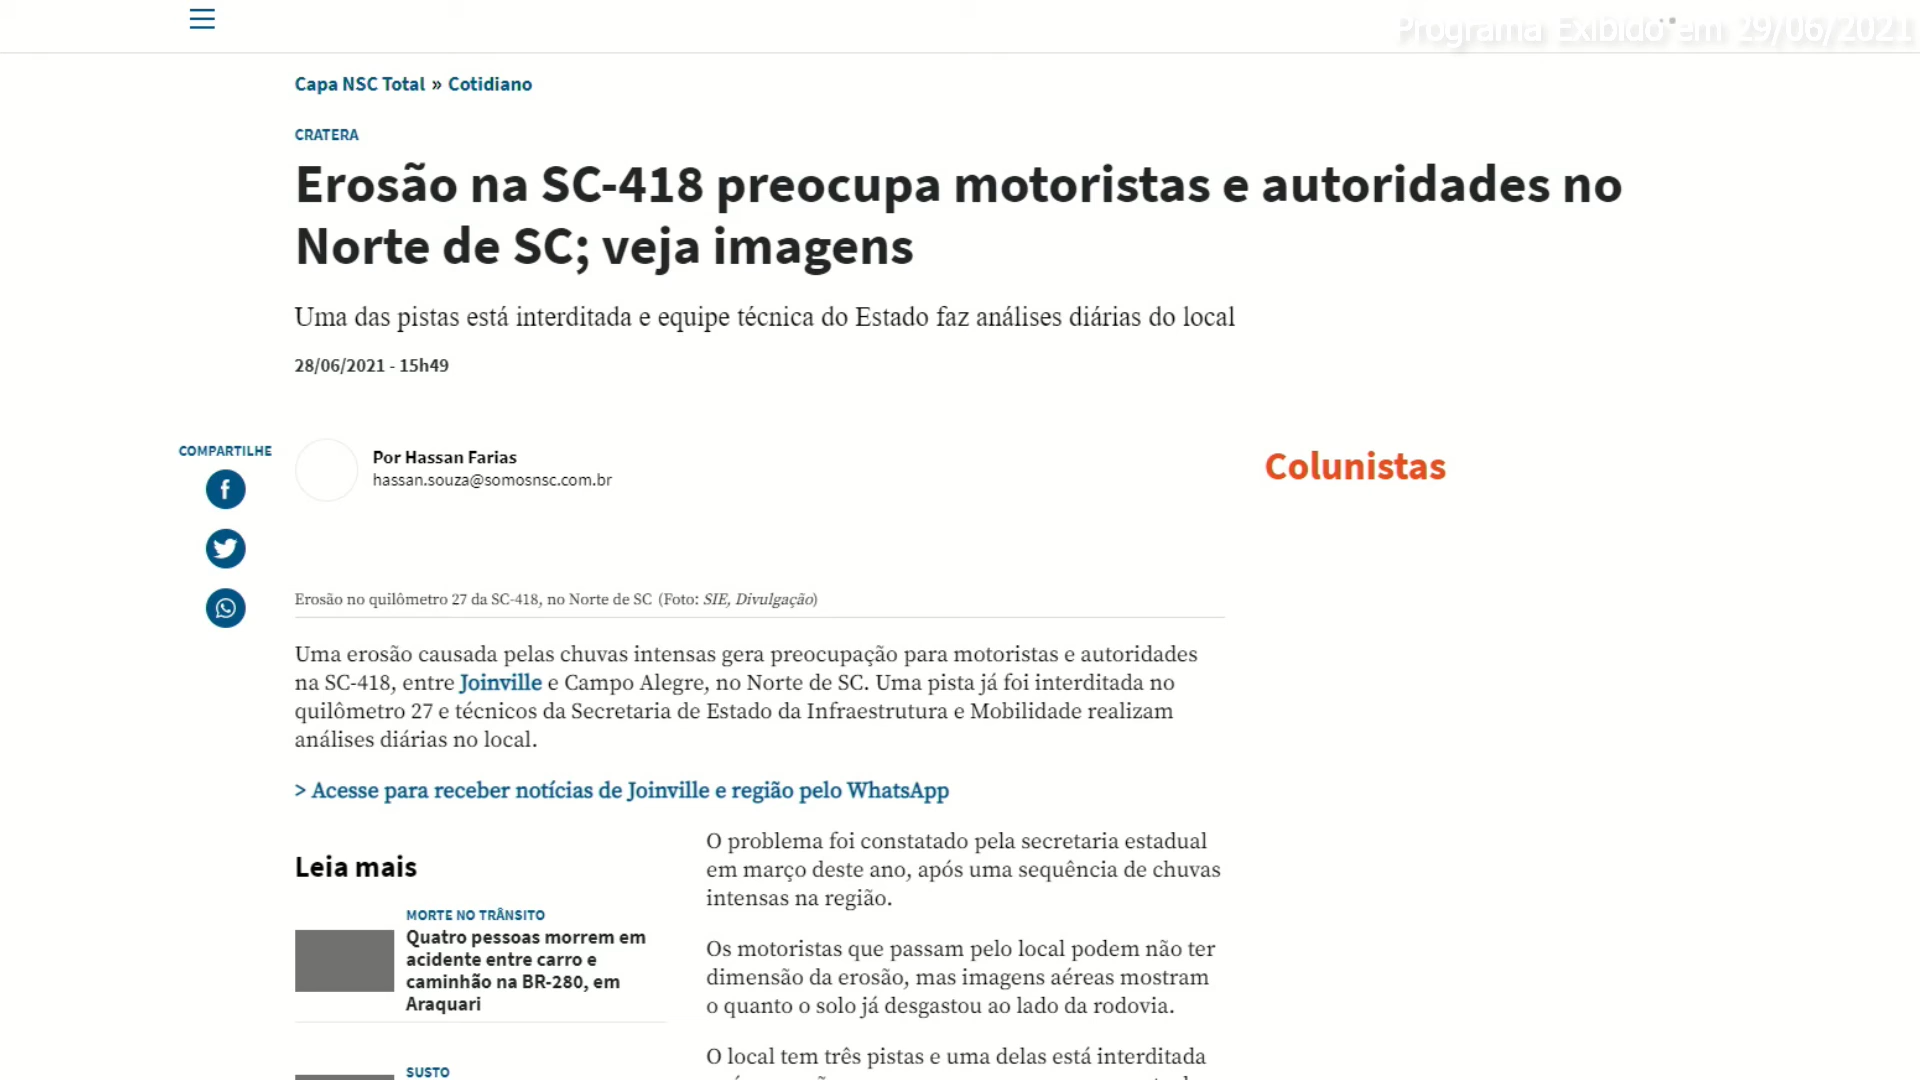 Programa Exibido em 29/06/2021
Capa NSC Total » Cotidiano
CRATERA
Erosão na SC-418 preocupa motoristas e autoridades no
Norte de SC; veja imagens
Uma das pistas está interditada e equipe técnica do Estado faz análises diárias do local
28/06/2021 - 15h49
COMPARTILHE
Por Hassan Farias
hassan.souza@somosnsc.com.br
Colunistas
Erosão no quilômetro 27 da SC-418, no Norte de SC (Foto: SIE, Divulgação)
Uma erosão causada pelas chuvas intensas gera preocupação para motoristas e autoridades
na SC-418, entre Joinville e Campo Alegre, no Norte de SC. Uma pista já foi interditada no
quilômetro 27 e técnicos da Secretaria de Estado da Infraestrutura e Mobilidade realizam
análises diárias no local.
> Acesse para receber notícias de Joinville e região pelo WhatsApp
Leia mais
MORTE NO TRÂNSITO
Quatro pessoas morrem em
acidente entre carro e
caminhão na BR-280, em
Araquari
SUSTO
O problema foi constatado pela secretaria estadual
em março deste ano, após uma sequência de chuvas
intensas na região.
Os motoristas que passam pelo local podem não ter
dimensão da erosão, mas imagens aéreas mostram
o quanto o solo já desgastou ao lado da rodovia.
O local tem três pistas e uma delas está interditada